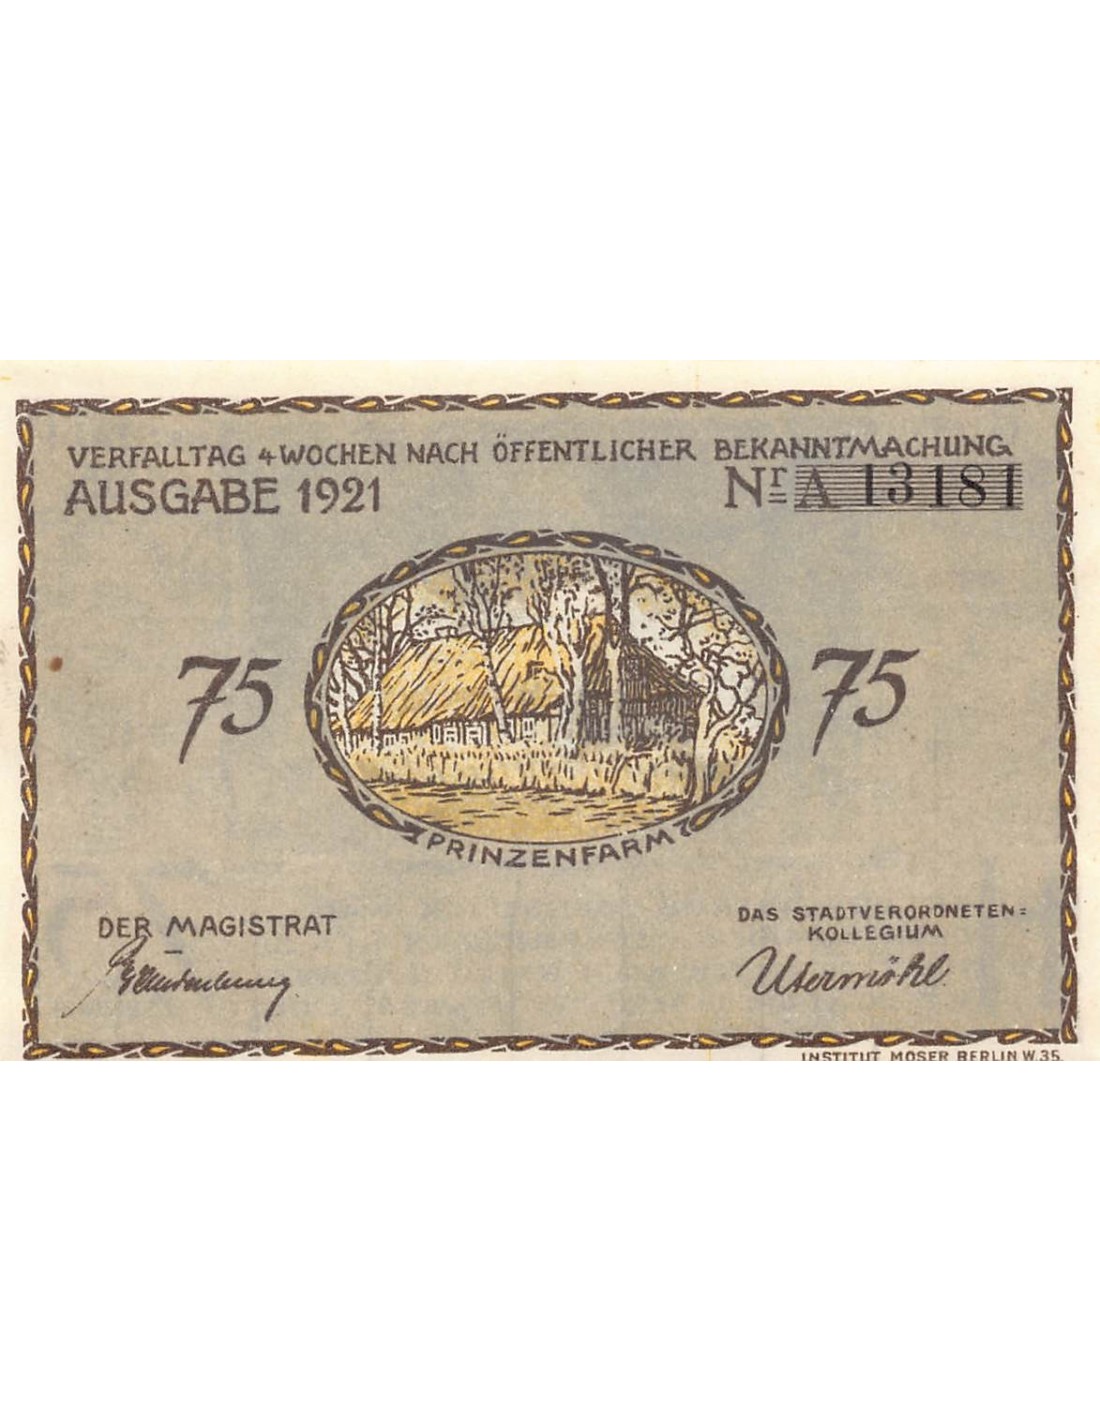 VERFALLTAG 4 WOCHEN NACH ÖFFENTLICHER BEKANNTMACHUNG
AUSGABE 1921 Nr A 13181
75 75
PRINZENFARM
DER MAGISTRAT
DAS STADTVERORDNETEN=
KOLLEGIUM
Utermöhl
INSTITUT MOSER BERLIN W.35.